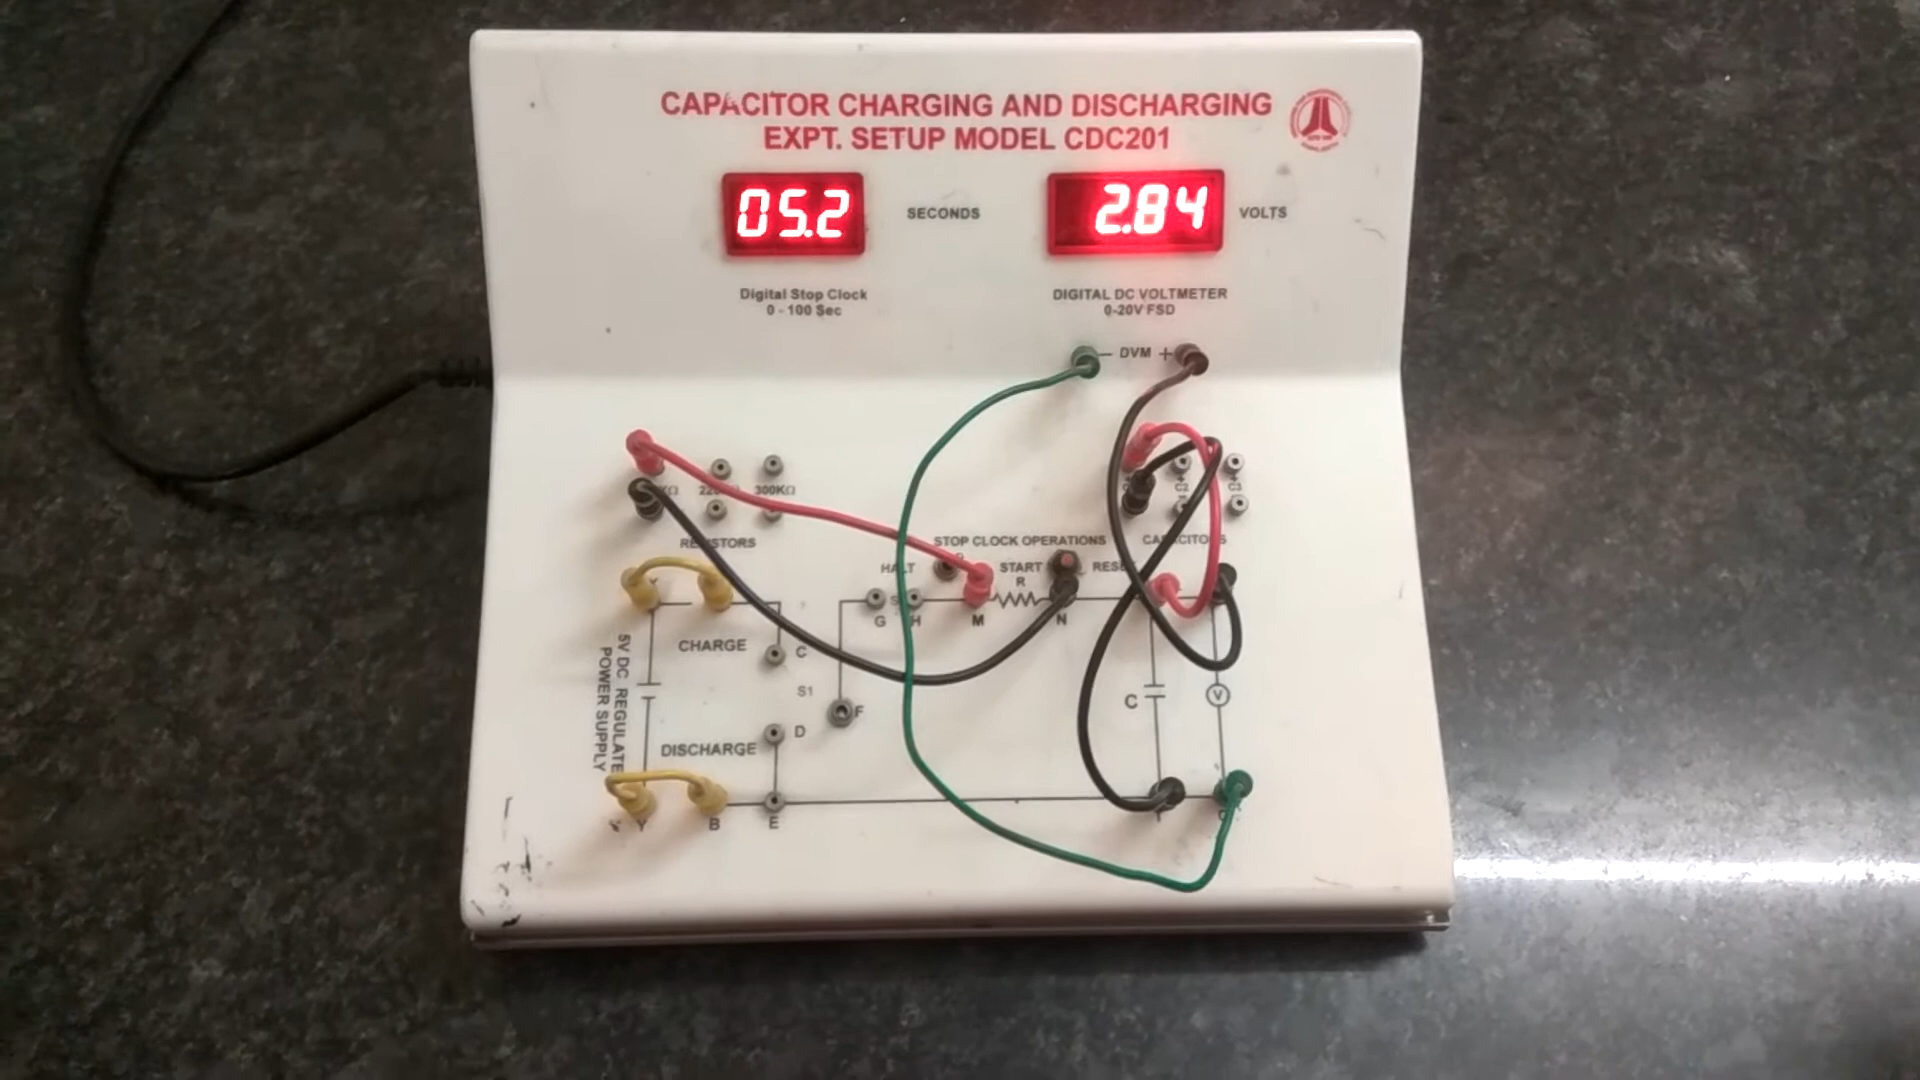 CAPACITOR CHARGING AND DISCHARGING
EXPT. SETUP MODEL CDC201
05.2
SECONDS
2.84
VOLTS
Digital Stop Clock
0 - 100 Sec
DIGITAL DC VOLTMETER
0-20V FSD
- DVM +
300KΩ
C2
C3
STOP CLOCK OPERATIONS
HALT
START
R
G
H
M
N
CHARGE
C
S1
F
5V DC REGULATE
POWER SUPPLY
C
V
DISCHARGE
D
Y
B
E